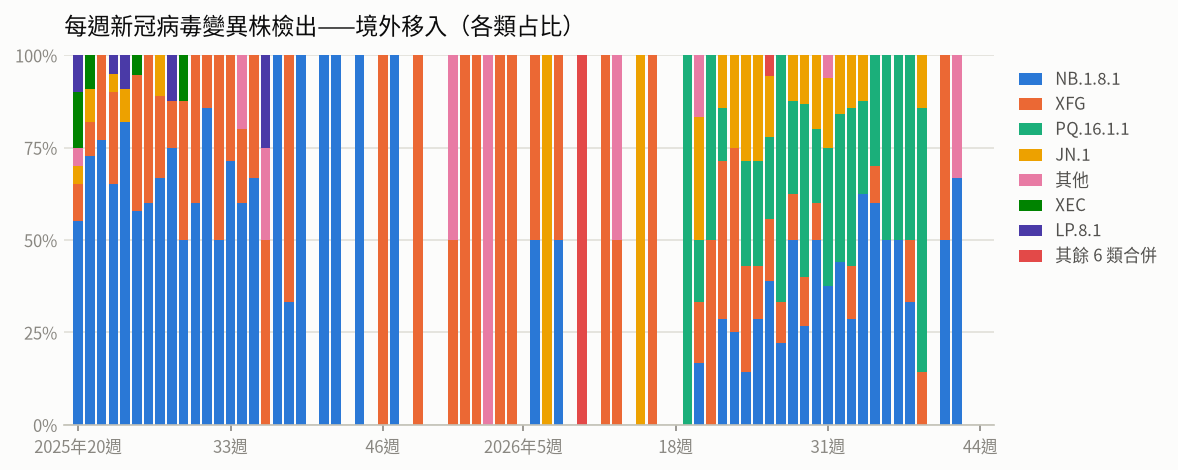 每週新冠病毒變異株檢出——境外移入（各類占比）
100%
75%
50%
25%
0%
2025年20週
33週
46週
2026年5週
18週
31週
44週
NB.1.8.1
XFG
PQ.16.1.1
JN.1
其他
XEC
LP.8.1
其餘 6 類合併